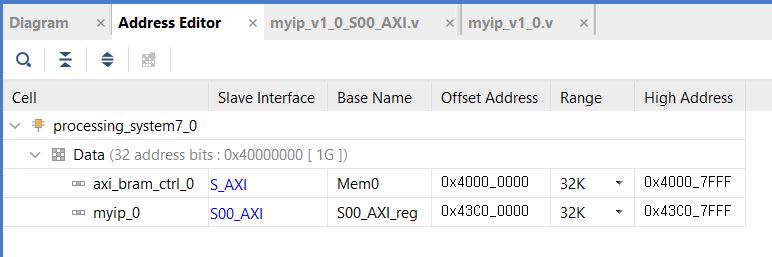 Diagram × Address Editor × myip_v1_0_S00_AXI.v × myip_v1_0.v ×
Cell Slave Interface Base Name Offset Address Range High Address
processing_system7_0
Data (32 address bits : 0x40000000 [ 1G ])
axi_bram_ctrl_0 S_AXI Mem0 0x4000_0000 32K 0x4000_7FFF
myip_0 S00_AXI S00_AXI_reg 0x43C0_0000 32K 0x43C0_7FFF